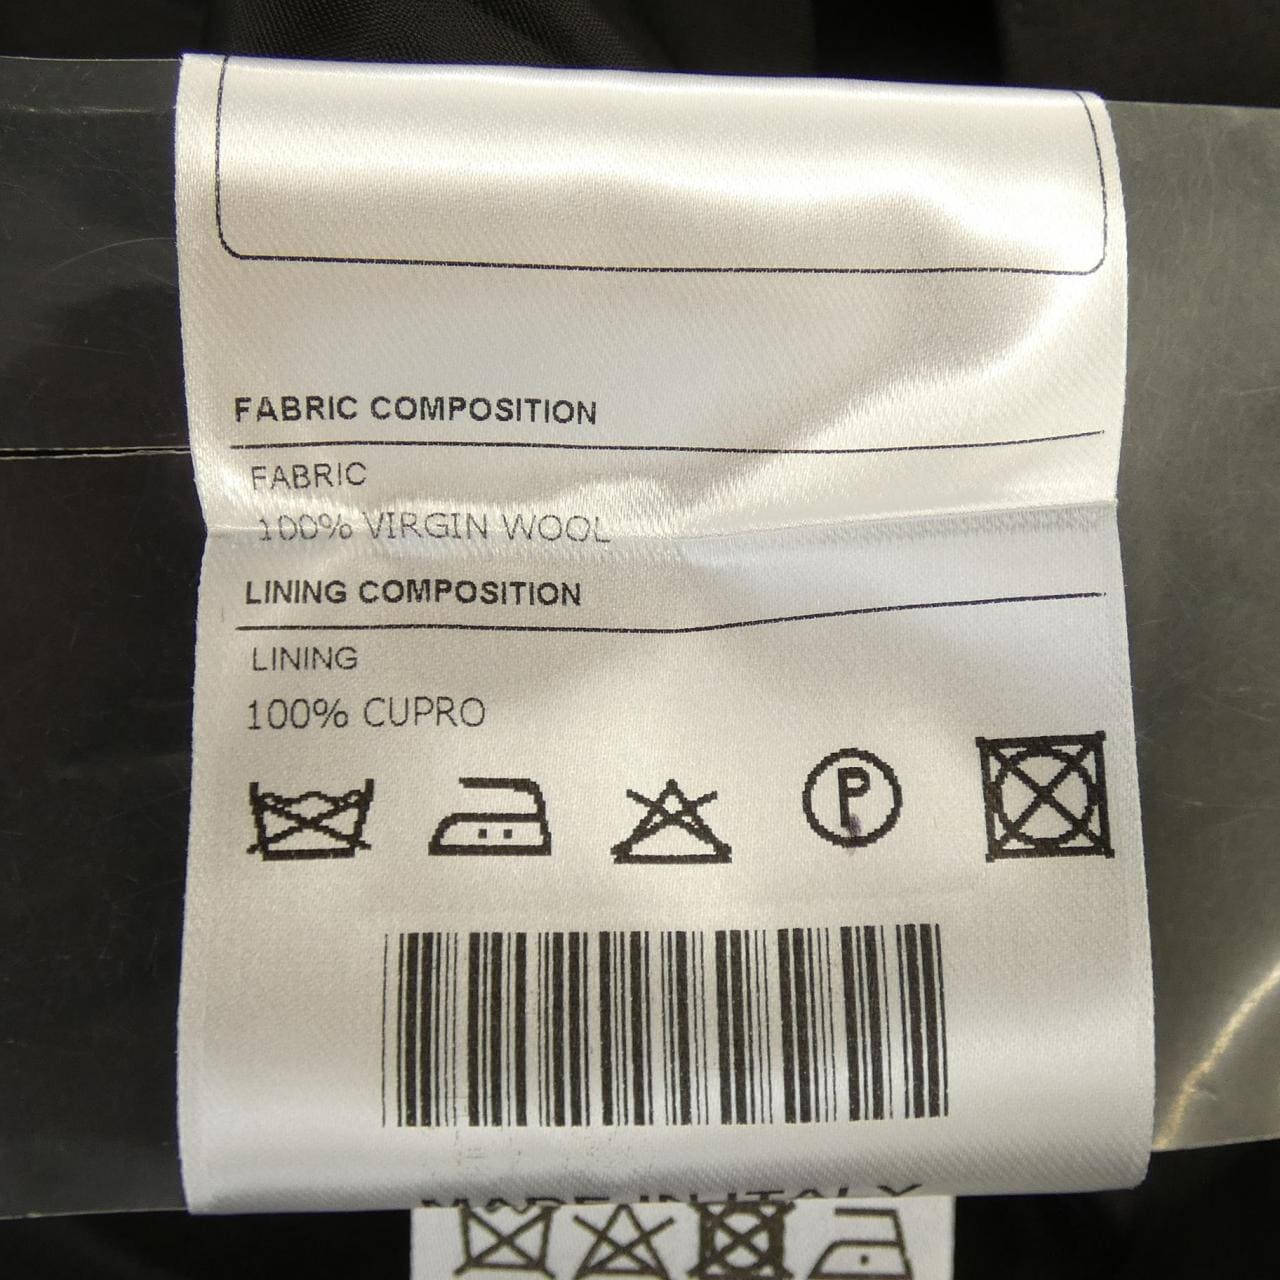 FABRIC COMPOSITION
FABRIC
100% VIRGIN WOOL
LINING COMPOSITION
LINING
100% CUPRO
P
MADE IN ITALY